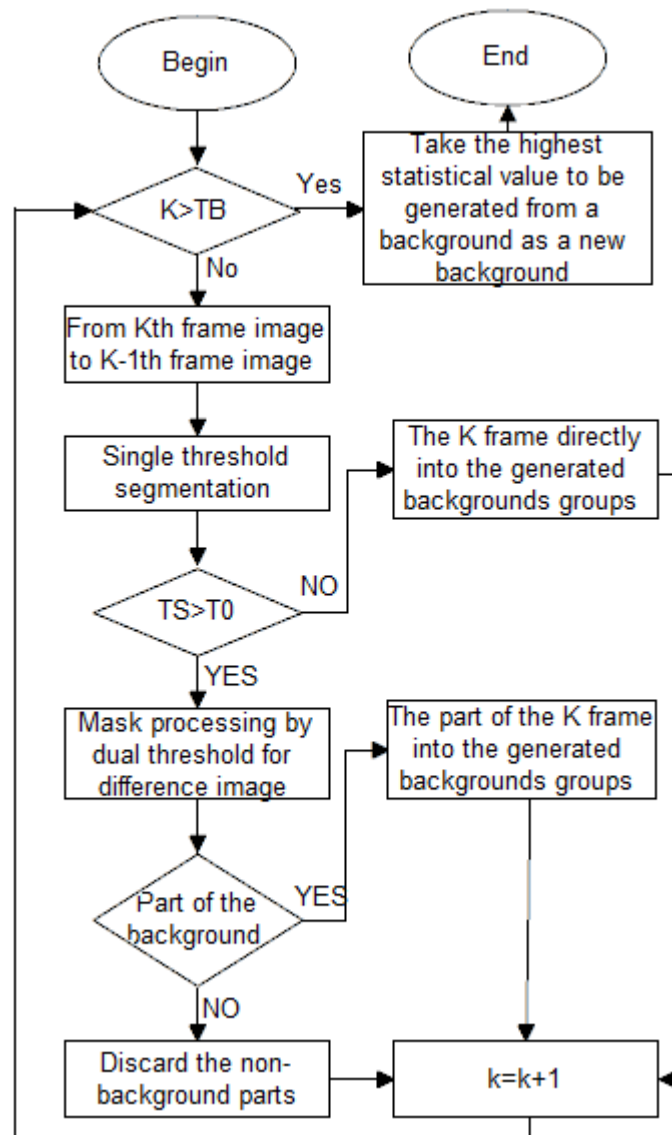 Begin
End
K>TB
Yes
Take the highest
statistical value to be
generated from a
background as a new
background
No
From Kth frame image
to K-1th frame image
Single threshold
segmentation
The K frame directly
into the generated
backgrounds groups
TS>T0
NO
YES
Mask processing by
dual threshold for
difference image
The part of the K frame
into the generated
backgrounds groups
Part of the
background
YES
NO
Discard the non-
background parts
k=k+1